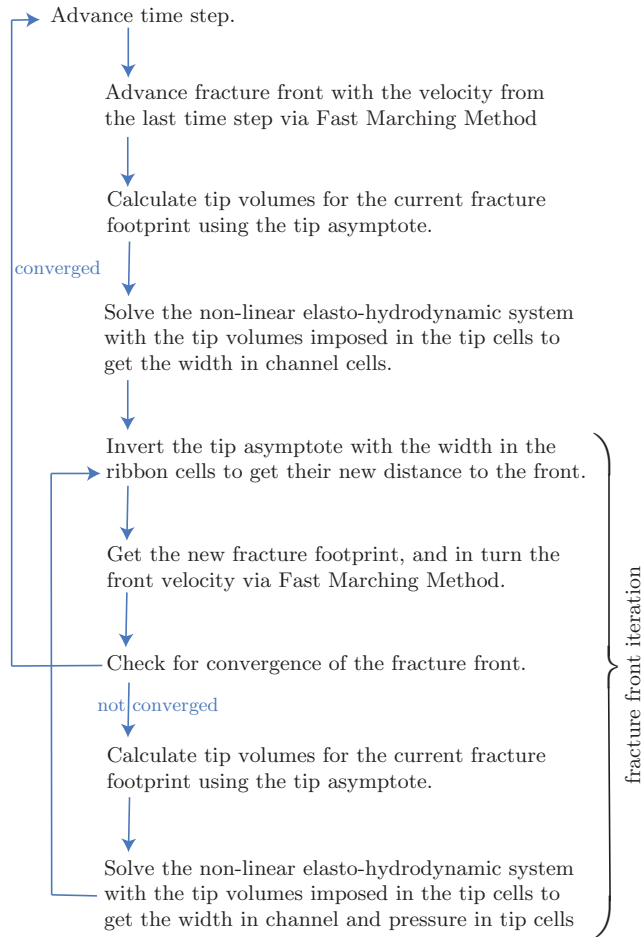 Advance time step.
Advance fracture front with the velocity from
the last time step via Fast Marching Method
Calculate tip volumes for the current fracture
footprint using the tip asymptote.
converged
Solve the non-linear elasto-hydrodynamic system
with the tip volumes imposed in the tip cells to
get the width in channel cells.
Invert the tip asymptote with the width in the
ribbon cells to get their new distance to the front.
Get the new fracture footprint, and in turn the
front velocity via Fast Marching Method.
Check for convergence of the fracture front.
not converged
Calculate tip volumes for the current fracture
footprint using the tip asymptote.
Solve the non-linear elasto-hydrodynamic system
with the tip volumes imposed in the tip cells to
get the width in channel and pressure in tip cells
fracture front iteration